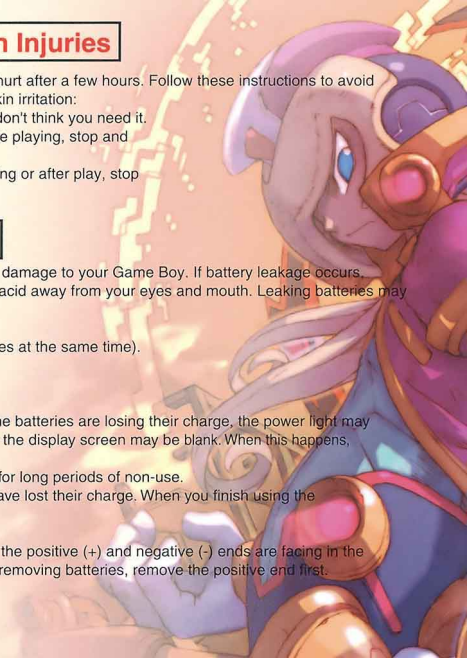 n Injuries
hurt after a few hours. Follow these instructions to avoid
kin irritation:
don't think you need it.
e playing, stop and
ng or after play, stop
damage to your Game Boy. If battery leakage occurs,
acid away from your eyes and mouth. Leaking batteries may
es at the same time).
ne batteries are losing their charge, the power light may
the display screen may be blank. When this happens,
for long periods of non-use.
ave lost their charge. When you finish using the
the positive (+) and negative (-) ends are facing in the
removing batteries, remove the positive end first.